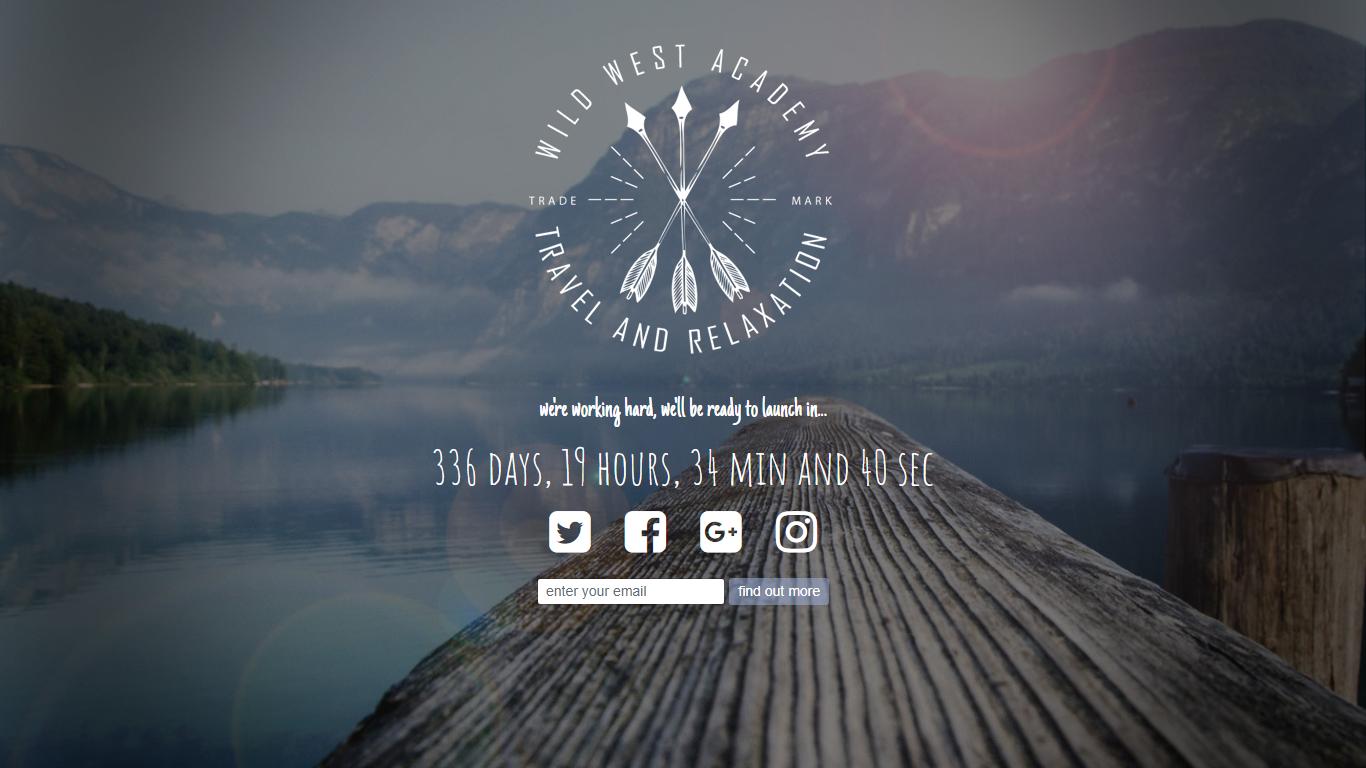 WILD WEST ACADEMY
TRADE MARK
TRAVEL AND RELAXATION
we're working hard, we'll be ready to launch in...
336 DAYS, 19 HOURS, 34 MIN AND 40 SEC
G+
enter your email find out more